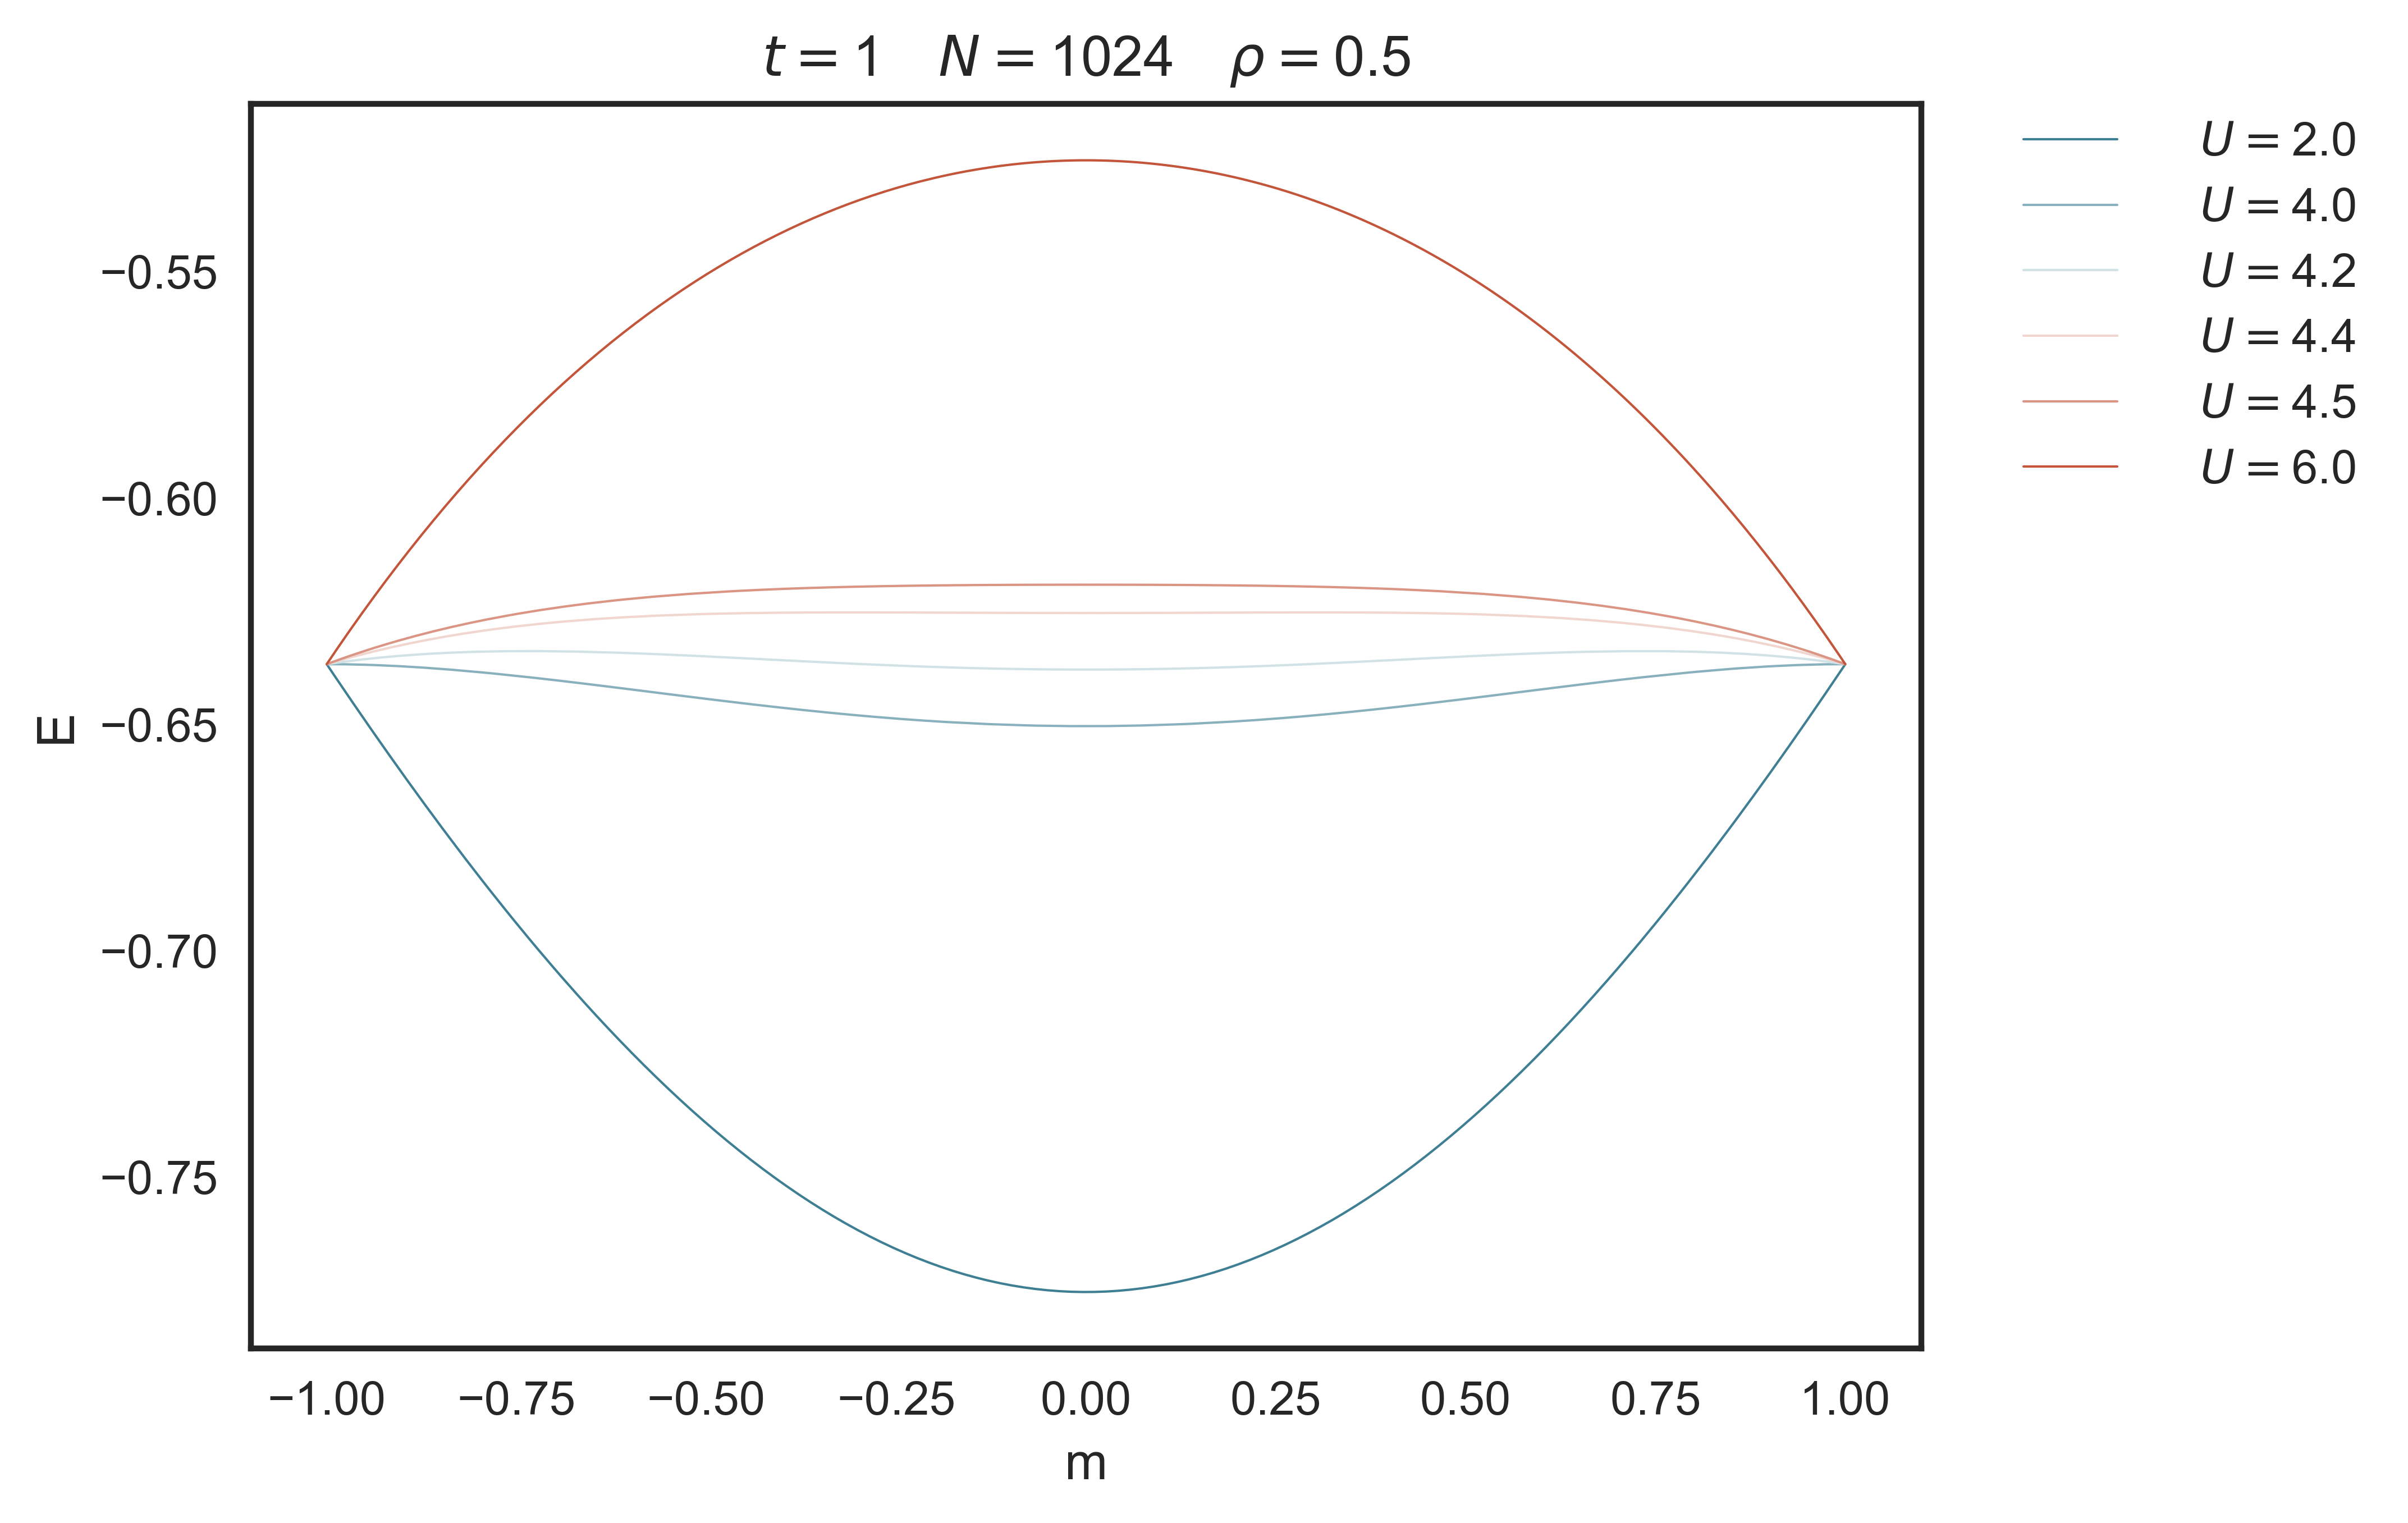 t = 1 N = 1024 ρ = 0.5
U = 2.0
U = 4.0
U = 4.2
U = 4.4
U = 4.5
U = 6.0
−0.55
−0.60
−0.65
−0.70
−0.75
E
−1.00 −0.75 −0.50 −0.25 0.00 0.25 0.50 0.75 1.00
m